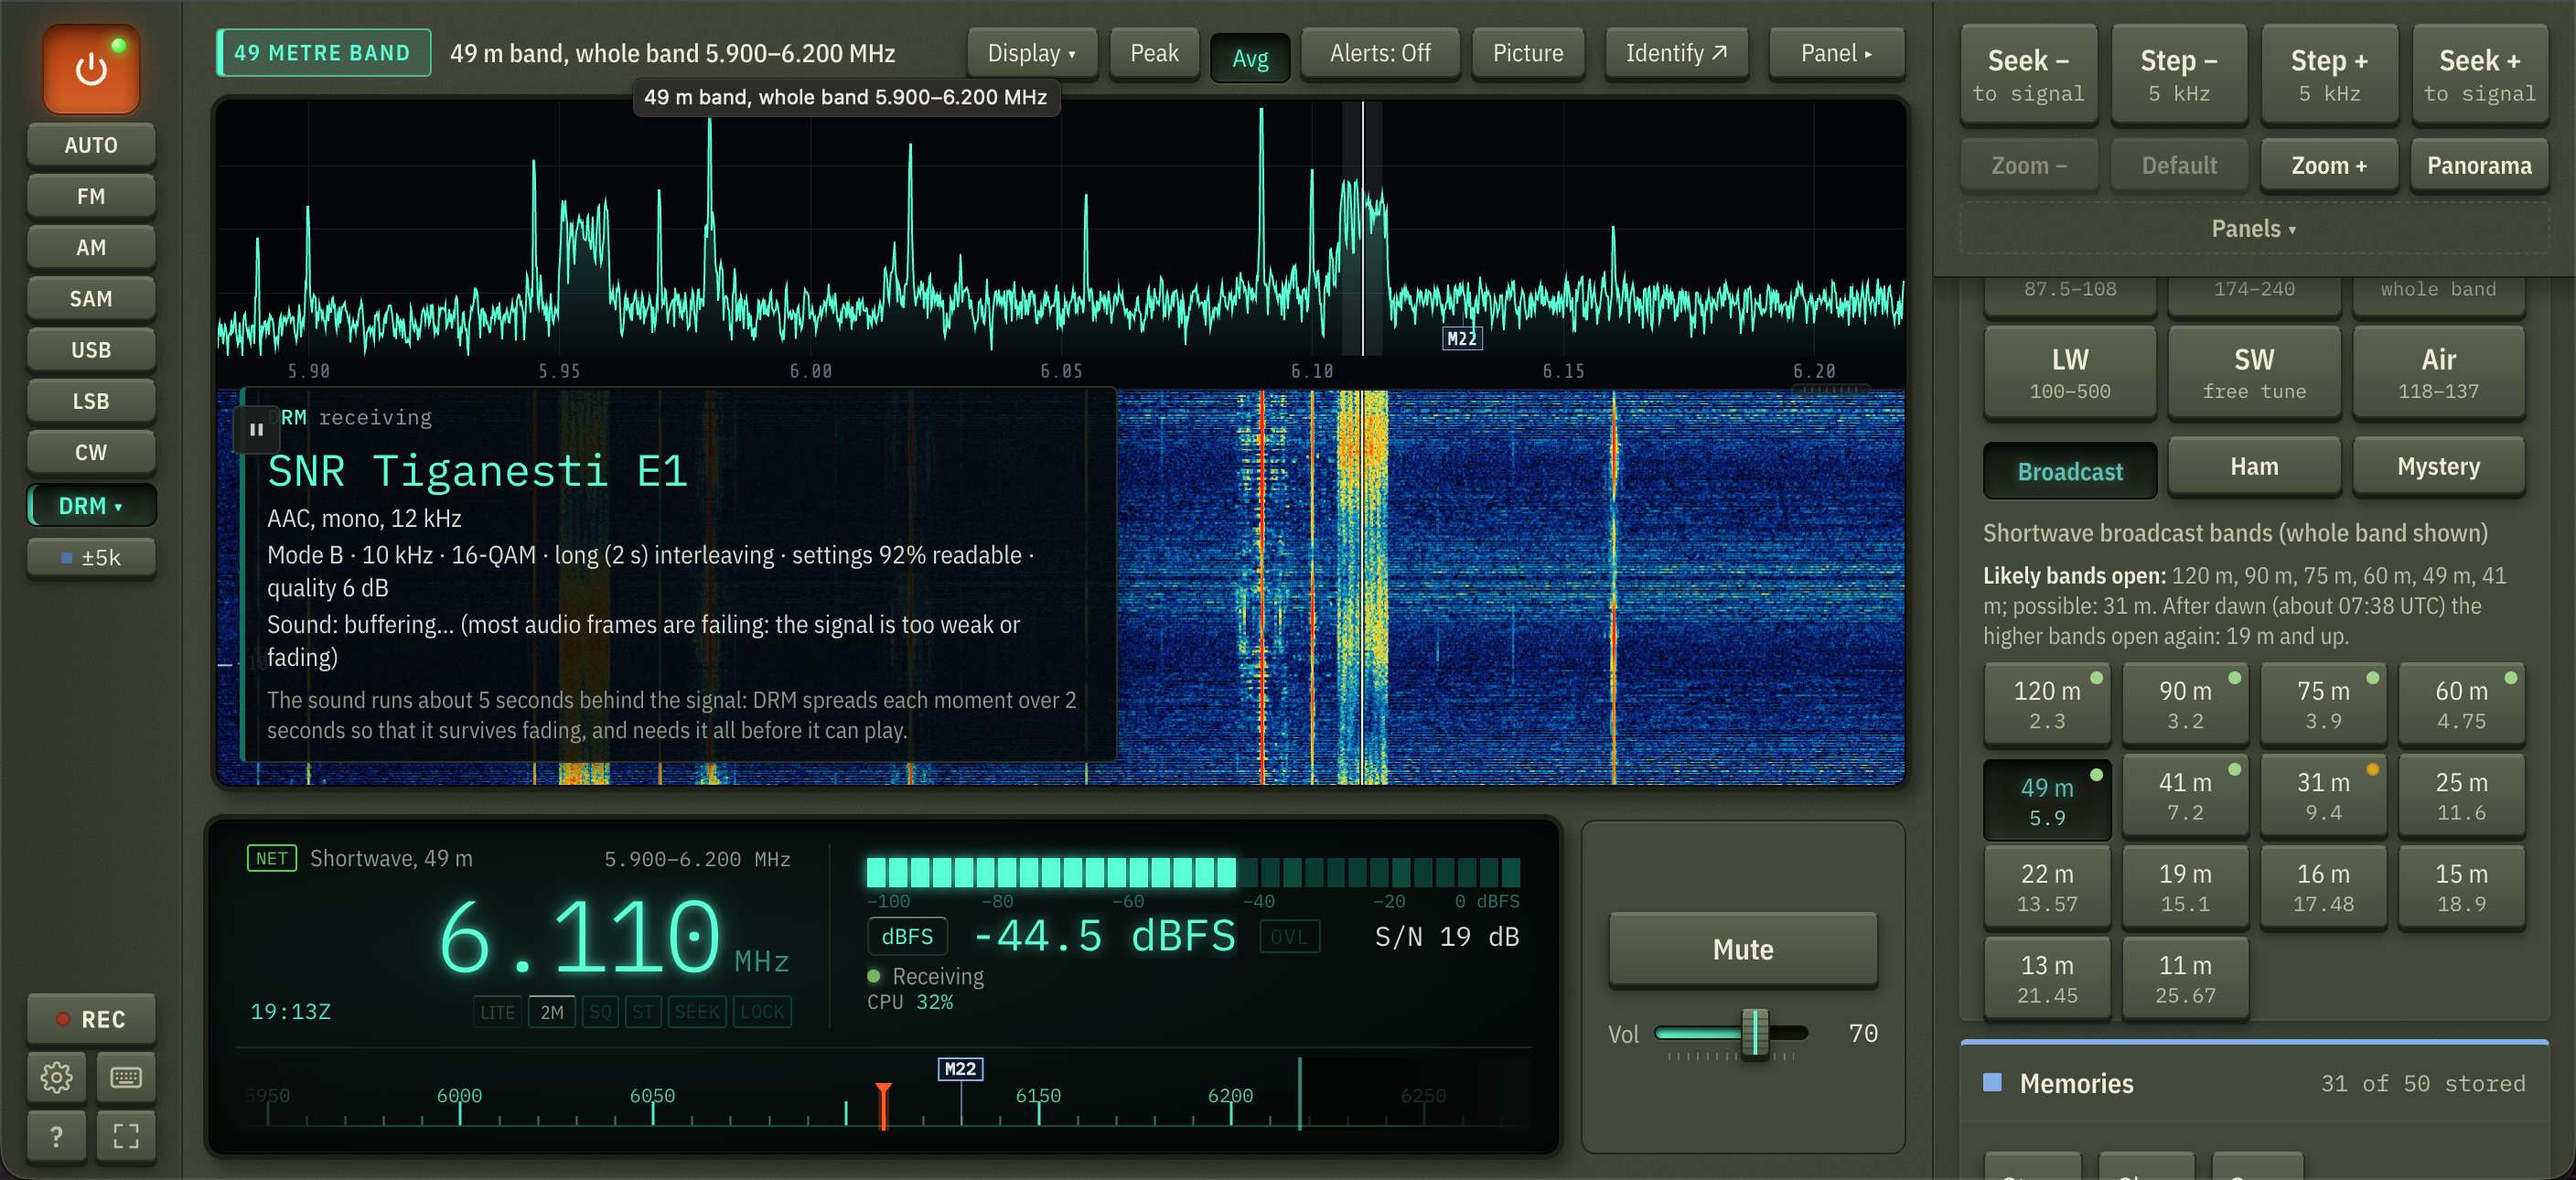 49 METRE BAND
49 m band, whole band 5.900–6.200 MHz
Display ▾
Peak
Avg
Alerts: Off
Picture
Identify ↗
Panel ▸
49 m band, whole band 5.900–6.200 MHz
AUTO
FM
AM
SAM
USB
LSB
CW
DRM ▾
±5k
REC
?
M22
5.90 5.95 6.00 6.05 6.10 6.15 6.20
DRM receiving
SNR Tiganesti E1
AAC, mono, 12 kHz
Mode B · 10 kHz · 16-QAM · long (2 s) interleaving · settings 92% readable ·
quality 6 dB
Sound: buffering… (most audio frames are failing: the signal is too weak or
fading)
The sound runs about 5 seconds behind the signal: DRM spreads each moment over 2
seconds so that it survives fading, and needs it all before it can play.
NET Shortwave, 49 m 5.900–6.200 MHz
6.110 MHz
19:13Z
LITE 2M SQ ST SEEK LOCK
−100 −80 −60 −40 −20 0 dBFS
dBFS -44.5 dBFS OVL S/N 19 dB
Receiving
CPU 32%
M22
5950 6000 6050 6150 6200 6250
Mute
Vol 70
Seek − to signal
Step − 5 kHz
Step + 5 kHz
Seek + to signal
Zoom −
Default
Zoom +
Panorama
Panels ▾
87.5–108
174–240
whole band
LW 100–500
SW free tune
Air 118–137
Broadcast
Ham
Mystery
Shortwave broadcast bands (whole band shown)
Likely bands open: 120 m, 90 m, 75 m, 60 m, 49 m, 41
m; possible: 31 m. After dawn (about 07:38 UTC) the
higher bands open again: 19 m and up.
120 m 2.3
90 m 3.2
75 m 3.9
60 m 4.75
49 m 5.9
41 m 7.2
31 m 9.4
25 m 11.6
22 m 13.57
19 m 15.1
16 m 17.48
15 m 18.9
13 m 21.45
11 m 25.67
Memories 31 of 50 stored